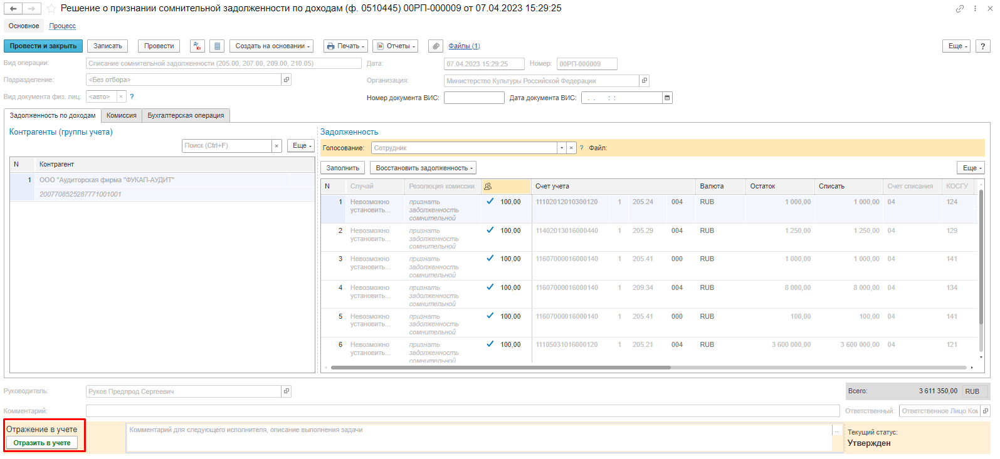 Решение о признании сомнительной задолженности по доходам (ф. 0510445) 00РП-000009 от 07.04.2023 15:29:25
Основное Процесс
Провести и закрыть Записать Провести Дт Кт Создать на основании Печать Отчеты Файлы (1) Еще ?
Вид операции: Списание сомнительной задолженности (205.00, 207.00, 209.00, 210.05) Дата: 07.04.2023 15:29:25 Номер: 00РП-000009
Подразделение: <Без отбора> Организация: Министерство Культуры Российской Федерации
Вид документа физ. лиц: <авто> × ? Номер документа ВИС: Дата документа ВИС: . . : :
Задолженность по доходам Комиссия Бухгалтерская операция
Контрагенты (группы учета) Задолженность
Поиск (Ctrl+F) × Еще Голосование: Сотрудник × ? Файл:
Заполнить Восстановить задолженность Еще
N Контрагент
1 ООО "Аудиторская фирма "ФУКАП-АУДИТ"
2007708525287771001001
N Случай Резолюция комиссии Счет учета Валюта Остаток Списать Счет списания КОСГУ
1 Невозможно признать 100,00 11102012010300120 1 205.24 004 RUB 1 000,00 1 000,00 04 124
установить... задолженность
сомнительной
2 Невозможно признать 100,00 11402013016000440 1 205.29 004 RUB 1 250,00 1 250,00 04 129
установить... задолженность
сомнительной
3 Невозможно признать 100,00 11607000016000140 1 205.41 000 RUB 1 000,00 1 000,00 04 141
установить... задолженность
сомнительной
4 Невозможно признать 100,00 11607000016000140 1 209.34 004 RUB 8 000,00 8 000,00 04 134
установить... задолженность
сомнительной
5 Невозможно признать 100,00 11607000016000140 1 205.41 000 RUB 100,00 100,00 04 141
установить... задолженность
сомнительной
6 Невозможно признать 100,00 11105031016000120 1 205.21 004 RUB 3 600 000,00 3 600 000,00 04 121
установить... задолженность
сомнительной
Руководитель: Руков Предпрод Сергеевич Всего: 3 611 350,00 RUB
Комментарий: Ответственный: Ответственное Лицо Ком
Отражение в учете Комментарий для следующего исполнителя, описание выполнения задачи ... Текущий статус:
Отразить в учете Утвержден